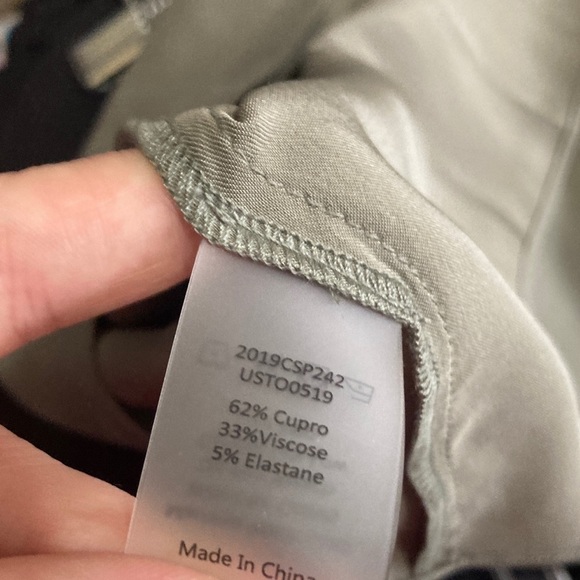 2019CSP242
USTO0519
62% Cupro
33%Viscose
5% Elastane
Made In China